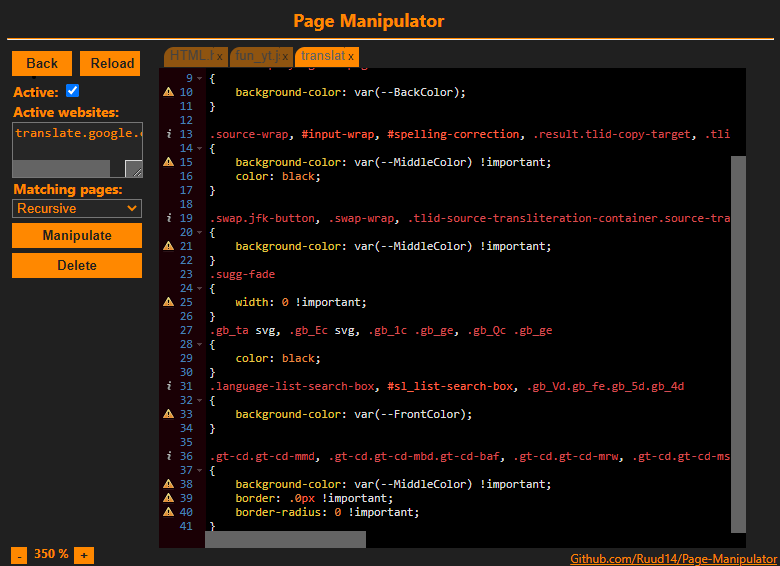 Page Manipulator
Back
Reload
HTML.h x
fun_yt.j x
translat x
Active:
Active websites:
translate.google.c
Matching pages:
Recursive
Manipulate
Delete
9 {
10 background-color: var(--BackColor);
11 }
12
13 .source-wrap, #input-wrap, #spelling-correction, .result.tlid-copy-target, .tli
14 {
15 background-color: var(--MiddleColor) !important;
16 color: black;
17 }
18
19 .swap.jfk-button, .swap-wrap, .tlid-source-transliteration-container.source-tra
20 {
21 background-color: var(--MiddleColor) !important;
22 }
23 .sugg-fade
24 {
25 width: 0 !important;
26 }
27 .gb_ta svg, .gb_Ec svg, .gb_1c .gb_ge, .gb_Qc .gb_ge
28 {
29 color: black;
30 }
31 .language-list-search-box, #sl_list-search-box, .gb_Vd.gb_fe.gb_5d.gb_4d
32 {
33 background-color: var(--FrontColor);
34 }
35
36 .gt-cd.gt-cd-mmd, .gt-cd.gt-cd-mbd.gt-cd-baf, .gt-cd.gt-cd-mrw, .gt-cd.gt-cd-ms
37 {
38 background-color: var(--MiddleColor) !important;
39 border: .0px !important;
40 border-radius: 0 !important;
41 }
- 350 % +
Github.com/Ruud14/Page-Manipulator